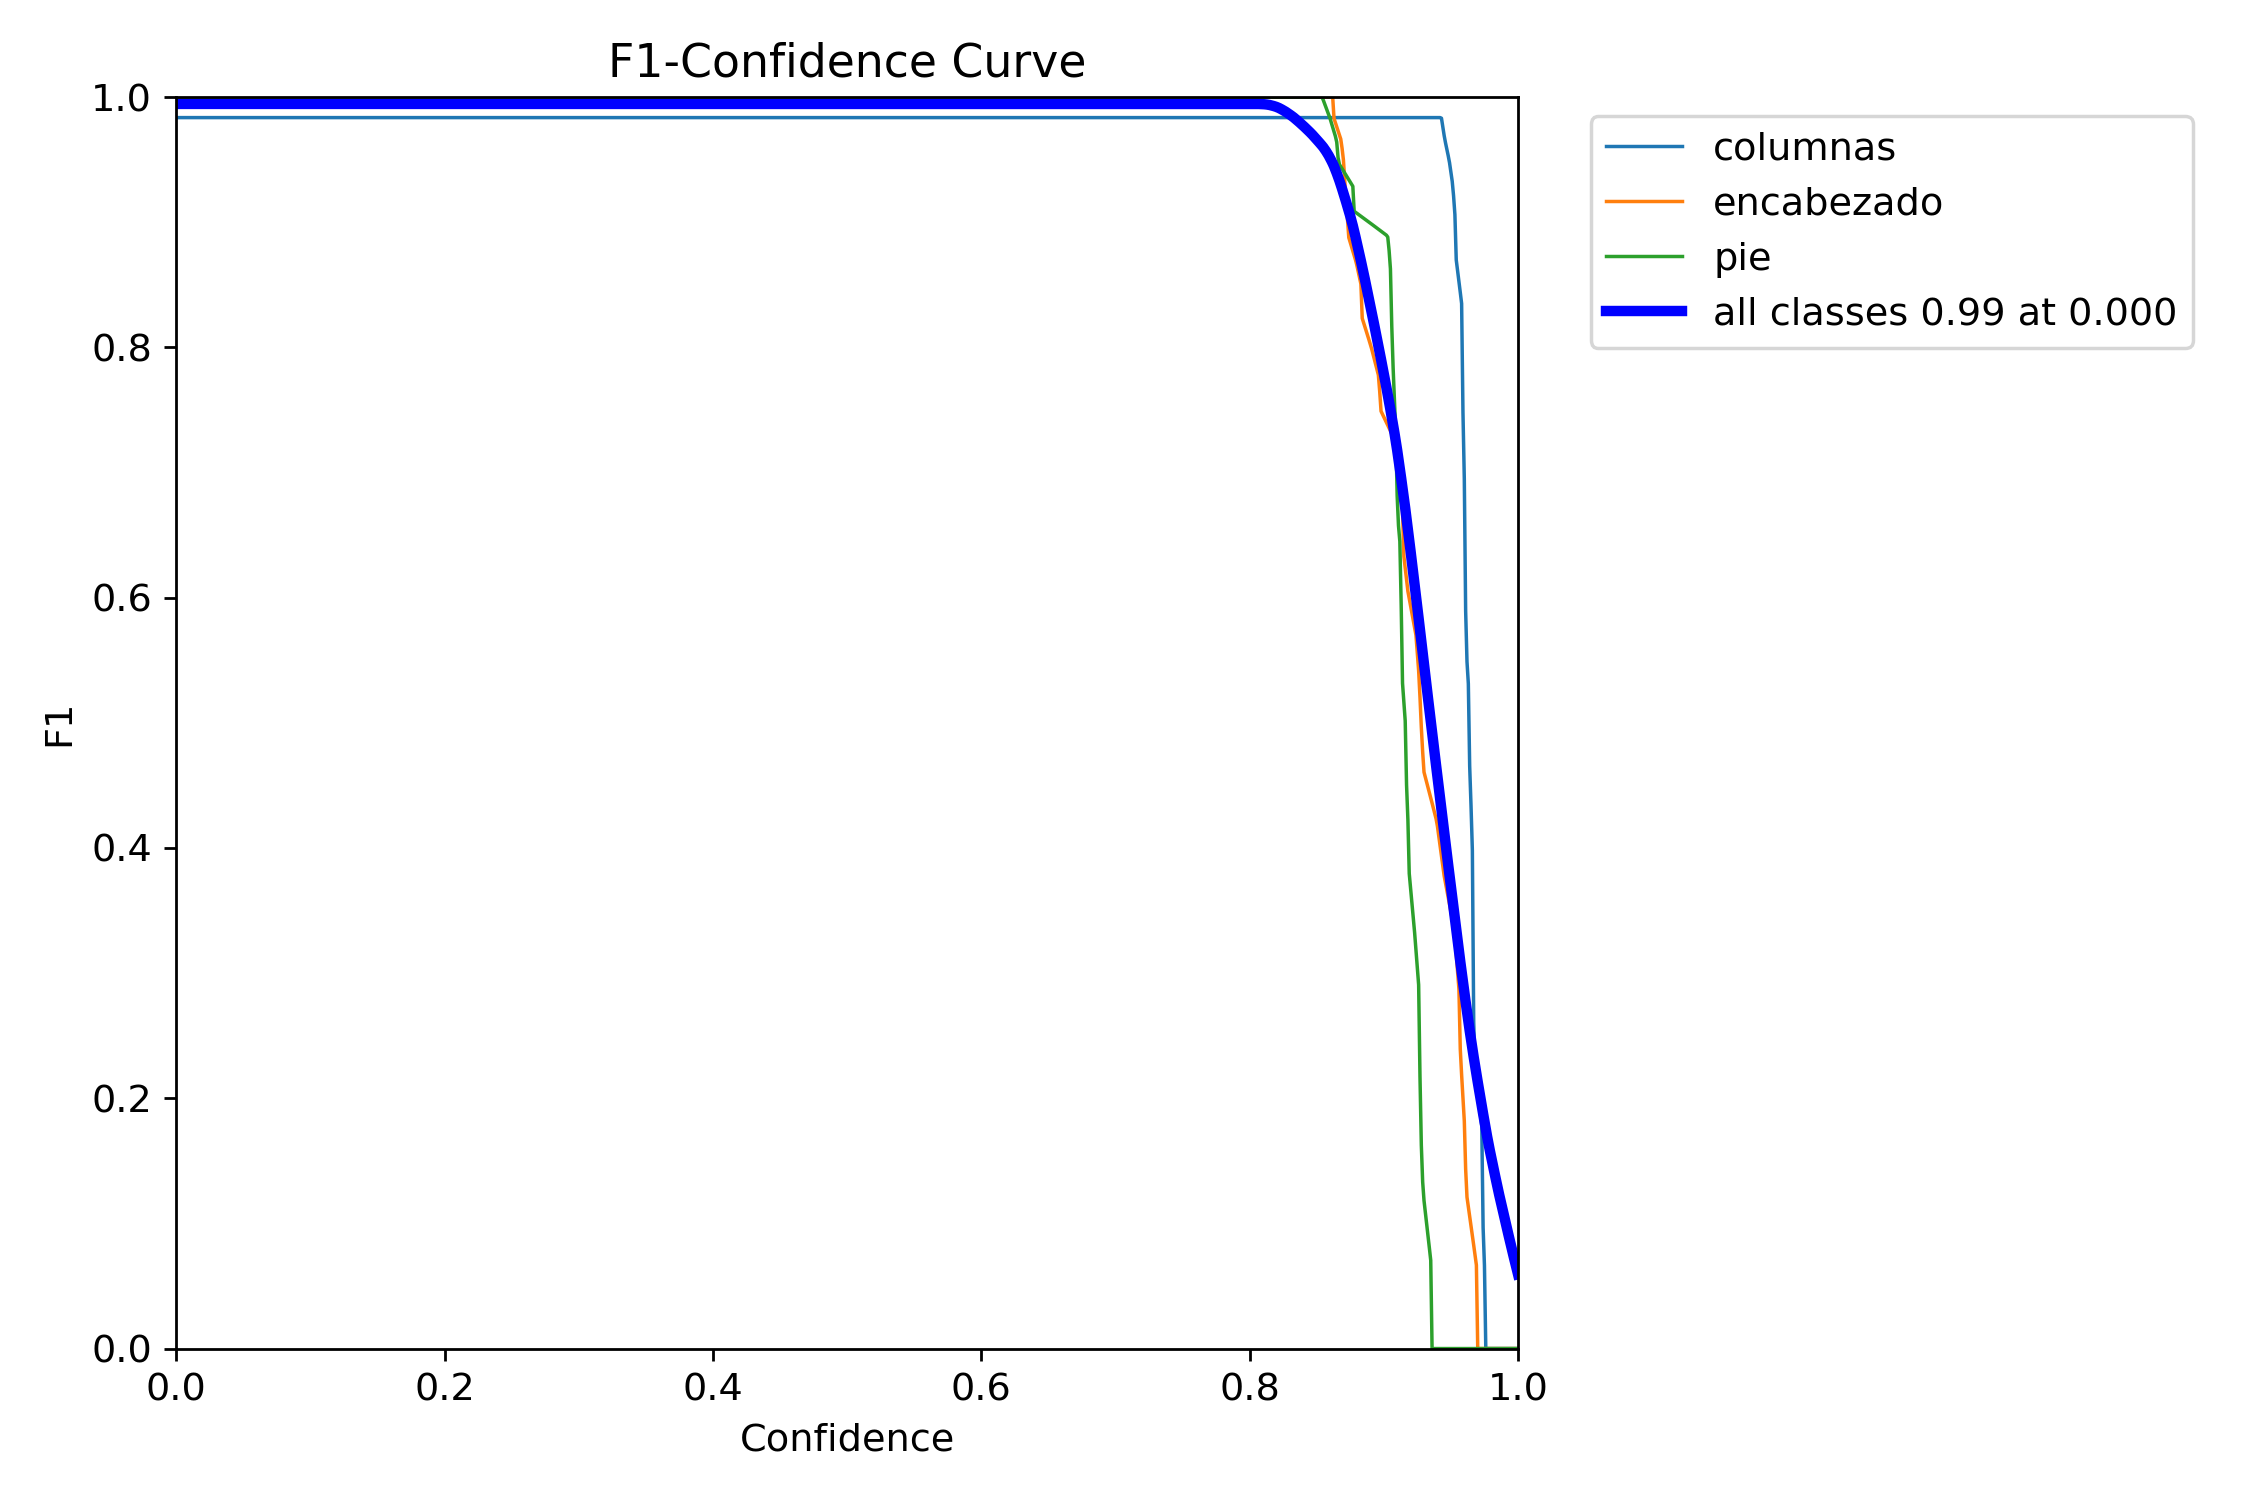 F1-Confidence Curve
1.0
0.8
0.6
0.4
0.2
0.0
F1
0.0 0.2 0.4 0.6 0.8 1.0
Confidence
columnas
encabezado
pie
all classes 0.99 at 0.000